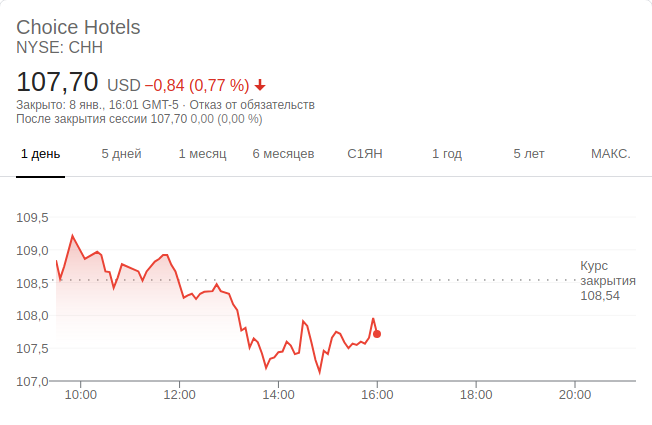 Choice Hotels
NYSE: CHH
107,70 USD −0,84 (0,77 %)
Закрыто: 8 янв., 16:01 GMT-5 · Отказ от обязательств
После закрытия сессии 107,70 0,00 (0,00 %)
1 день 5 дней 1 месяц 6 месяцев С1ЯН 1 год 5 лет МАКС.
109,5
109,0
108,5
108,0
107,5
107,0
Курс
закрытия
108,54
10:00 12:00 14:00 16:00 18:00 20:00